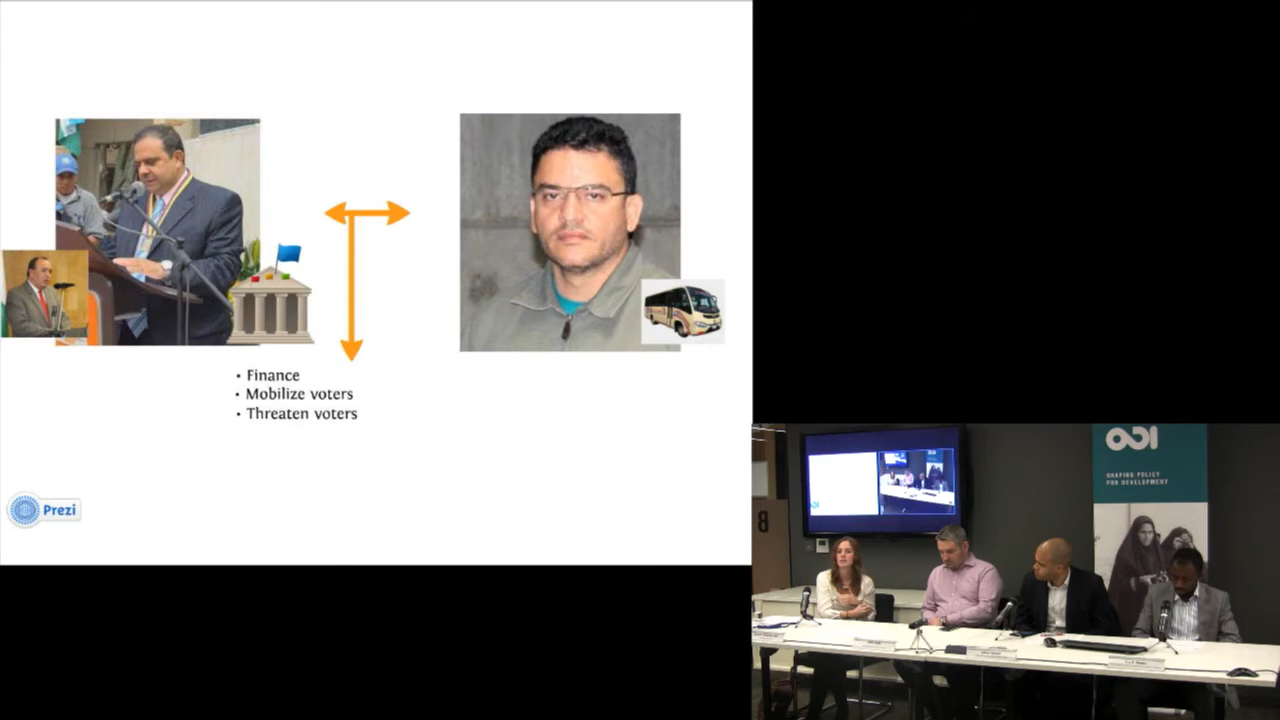 • Finance
• Mobilize voters
• Threaten voters
Prezi
ODI
SHAPING POLICY
FOR DEVELOPMENT
B